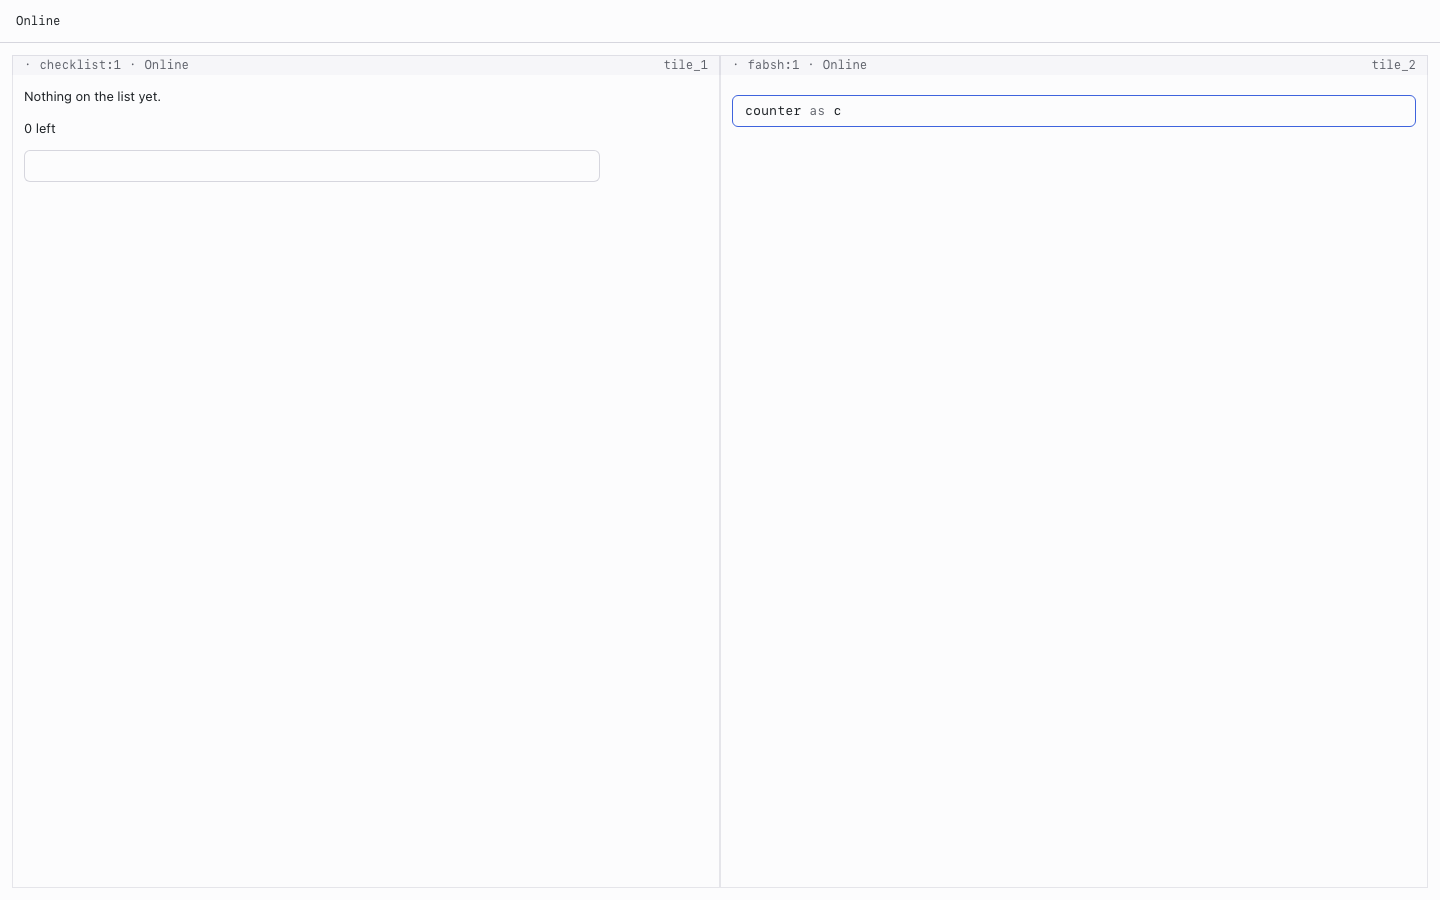 Online
· checklist:1 · Online tile_1
Nothing on the list yet.
0 left
· fabsh:1 · Online tile_2
counter as c